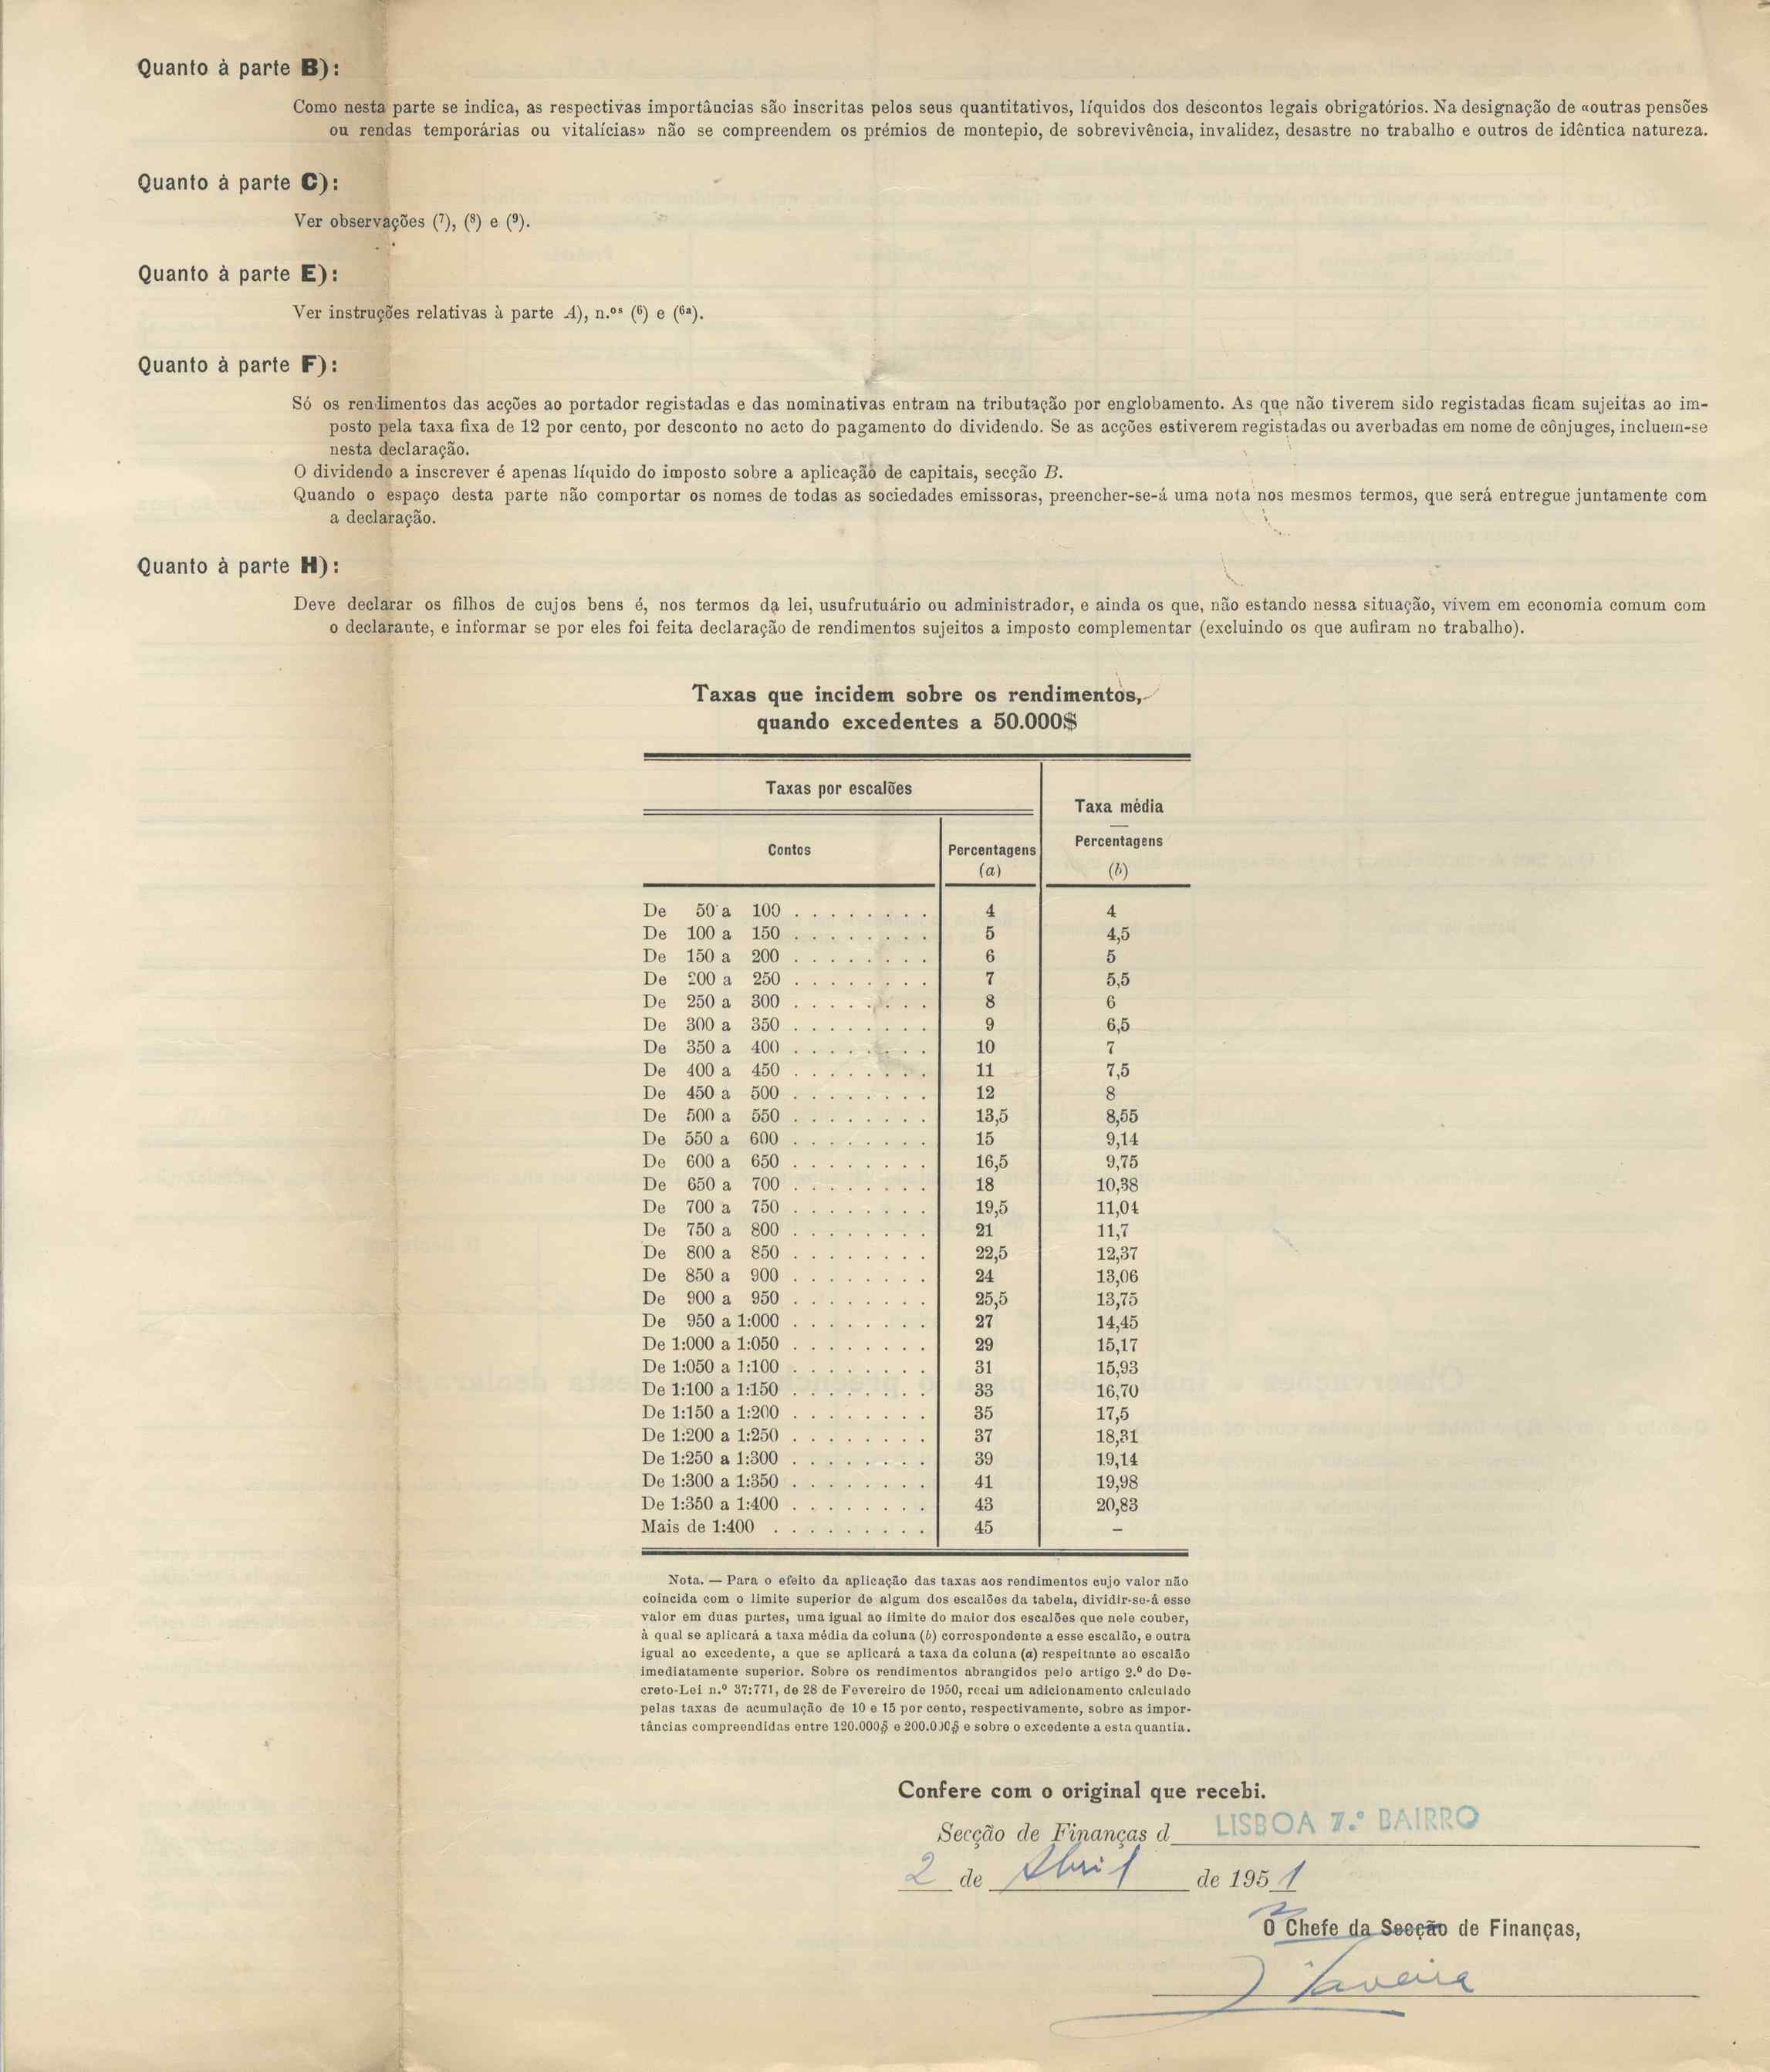 Quanto à parte B):
Como nesta parte se indica, as respectivas importâncias são inscritas pelos seus quantitativos, líquidos dos descontos legais obrigatórios. Na designação de «outras pensões
ou rendas temporárias ou vitalícias» não se compreendem os prémios de montepio, de sobrevivência, invalidez, desastre no trabalho e outros de idêntica natureza.
Quanto à parte C):
Ver observações (⁷), (⁸) e (⁹).
Quanto à parte E):
Ver instruções relativas à parte A), n.ᵒˢ (⁶) e (⁶ᵃ).
Quanto à parte F):
Só os rendimentos das acções ao portador registadas e das nominativas entram na tributação por englobamento. As que não tiverem sido registadas ficam sujeitas ao im-
posto pela taxa fixa de 12 por cento, por desconto no acto do pagamento do dividendo. Se as acções estiverem registadas ou averbadas em nome de cônjuges, incluem-se
nesta declaração.
O dividendo a inscrever é apenas líquido do imposto sobre a aplicação de capitais, secção B.
Quando o espaço desta parte não comportar os nomes de todas as sociedades emissoras, preencher-se-á uma nota nos mesmos termos, que será entregue juntamente com
a declaração.
Quanto à parte H):
Deve declarar os filhos de cujos bens é, nos termos da lei, usufrutuário ou administrador, e ainda os que, não estando nessa situação, vivem em economia comum com
o declarante, e informar se por eles foi feita declaração de rendimentos sujeitos a imposto complementar (excluindo os que aufiram no trabalho).
Taxas que incidem sobre os rendimentos,
quando excedentes a 50.000$
Taxas por escalões
Taxa média
Contos
Percentagens
(a)
Percentagens
(b)
De 50 a 100 . . . . . . . . 4 4
De 100 a 150 . . . . . . . . 5 4,5
De 150 a 200 . . . . . . . . 6 5
De 200 a 250 . . . . . . . . 7 5,5
De 250 a 300 . . . . . . . . 8 6
De 300 a 350 . . . . . . . . 9 6,5
De 350 a 400 . . . . . . . . 10 7
De 400 a 450 . . . . . . . . 11 7,5
De 450 a 500 . . . . . . . . 12 8
De 500 a 550 . . . . . . . . 13,5 8,55
De 550 a 600 . . . . . . . . 15 9,14
De 600 a 650 . . . . . . . . 16,5 9,75
De 650 a 700 . . . . . . . . 18 10,38
De 700 a 750 . . . . . . . . 19,5 11,04
De 750 a 800 . . . . . . . . 21 11,7
De 800 a 850 . . . . . . . . 22,5 12,37
De 850 a 900 . . . . . . . . 24 13,06
De 900 a 950 . . . . . . . . 25,5 13,75
De 950 a 1:000 . . . . . . . . 27 14,45
De 1:000 a 1:050 . . . . . . . . 29 15,17
De 1:050 a 1:100 . . . . . . . . 31 15,93
De 1:100 a 1:150 . . . . . . . . 33 16,70
De 1:150 a 1:200 . . . . . . . . 35 17,5
De 1:200 a 1:250 . . . . . . . . 37 18,31
De 1:250 a 1:300 . . . . . . . . 39 19,14
De 1:300 a 1:350 . . . . . . . . 41 19,98
De 1:350 a 1:400 . . . . . . . . 43 20,83
Mais de 1:400 . . . . . . . . . 45 –
Nota. — Para o efeito da aplicação das taxas aos rendimentos cujo valor não
coincida com o limite superior de algum dos escalões da tabela, dividir-se-á esse
valor em duas partes, uma igual ao limite do maior dos escalões que nele couber,
à qual se aplicará a taxa média da coluna (b) correspondente a esse escalão, e outra
igual ao excedente, a que se aplicará a taxa da coluna (a) respeitante ao escalão
imediatamente superior. Sobre os rendimentos abrangidos pelo artigo 2.º do De-
creto-Lei n.º 37:771, de 28 de Fevereiro de 1950, recai um adicionamento calculado
pelas taxas de acumulação de 10 e 15 por cento, respectivamente, sobre as impor-
tâncias compreendidas entre 120.000$ e 200.000$ e sobre o excedente a esta quantia.
Confere com o original que recebi.
Secção de Finanças d LISBOA 7.º BAIRRO
2 de Abril de 1951
O Chefe da Secção de Finanças,
Taveira